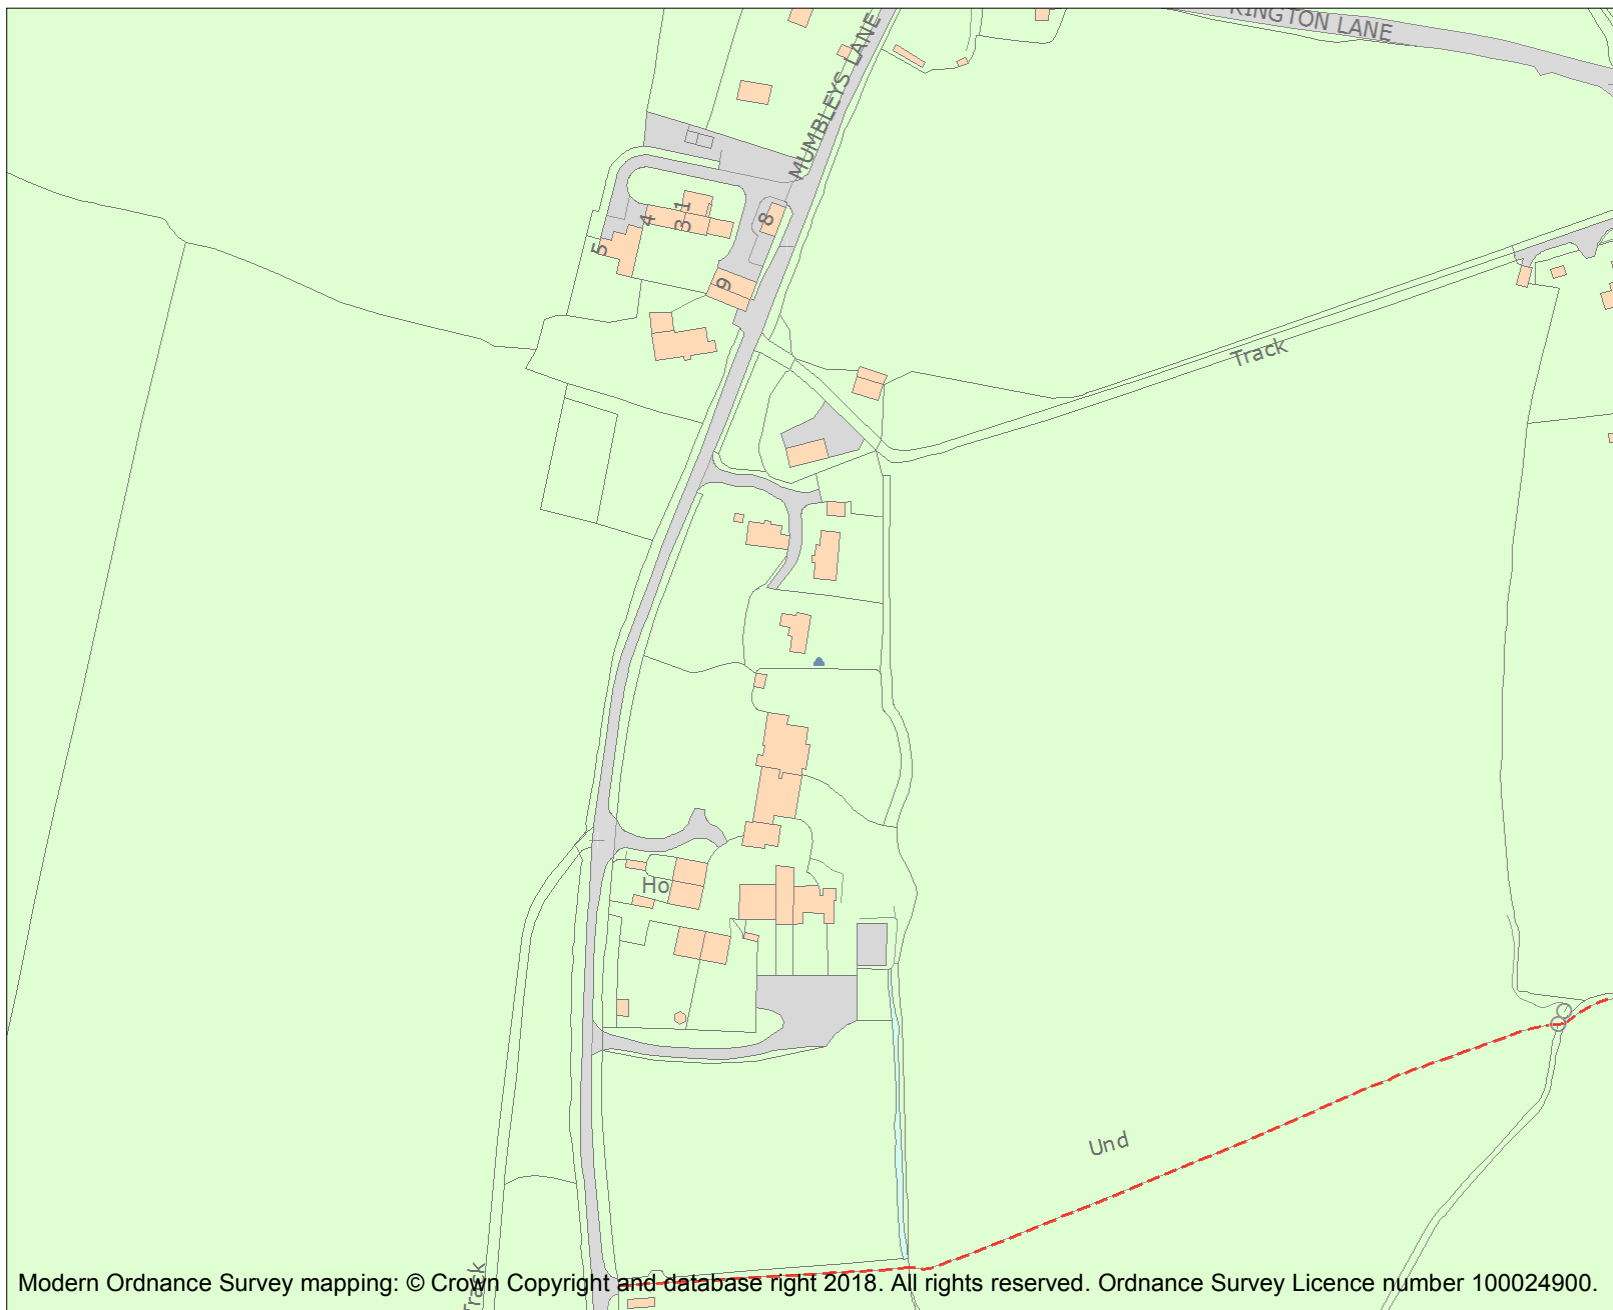 KINGTON LANE
MUMBLEYS LANE
1
4
3
8
5
9
Track
Ho
Und
Track
Modern Ordnance Survey mapping: © Crown Copyright and database right 2018. All rights reserved. Ordnance Survey Licence number 100024900.